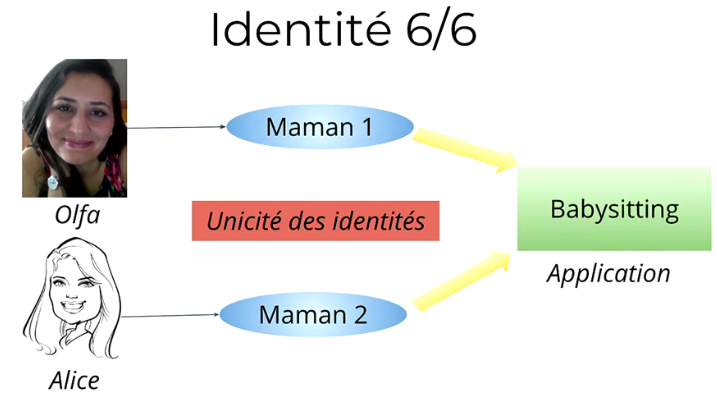 Identité 6/6
Maman 1
Olfa
Unicité des identités
Babysitting
Application
Maman 2
Alice